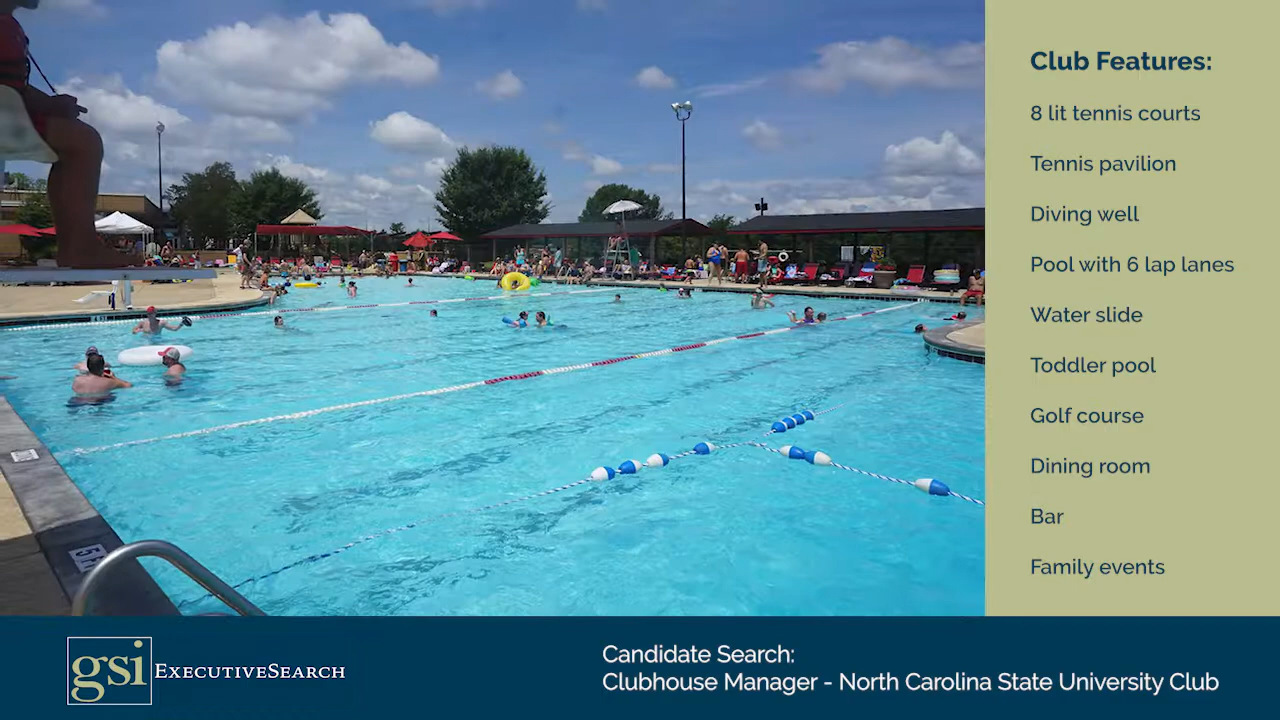 Club Features:
8 lit tennis courts
Tennis pavilion
Diving well
Pool with 6 lap lanes
Water slide
Toddler pool
Golf course
Dining room
Bar
Family events
gsi EXECUTIVESEARCH
Candidate Search:
Clubhouse Manager - North Carolina State University Club